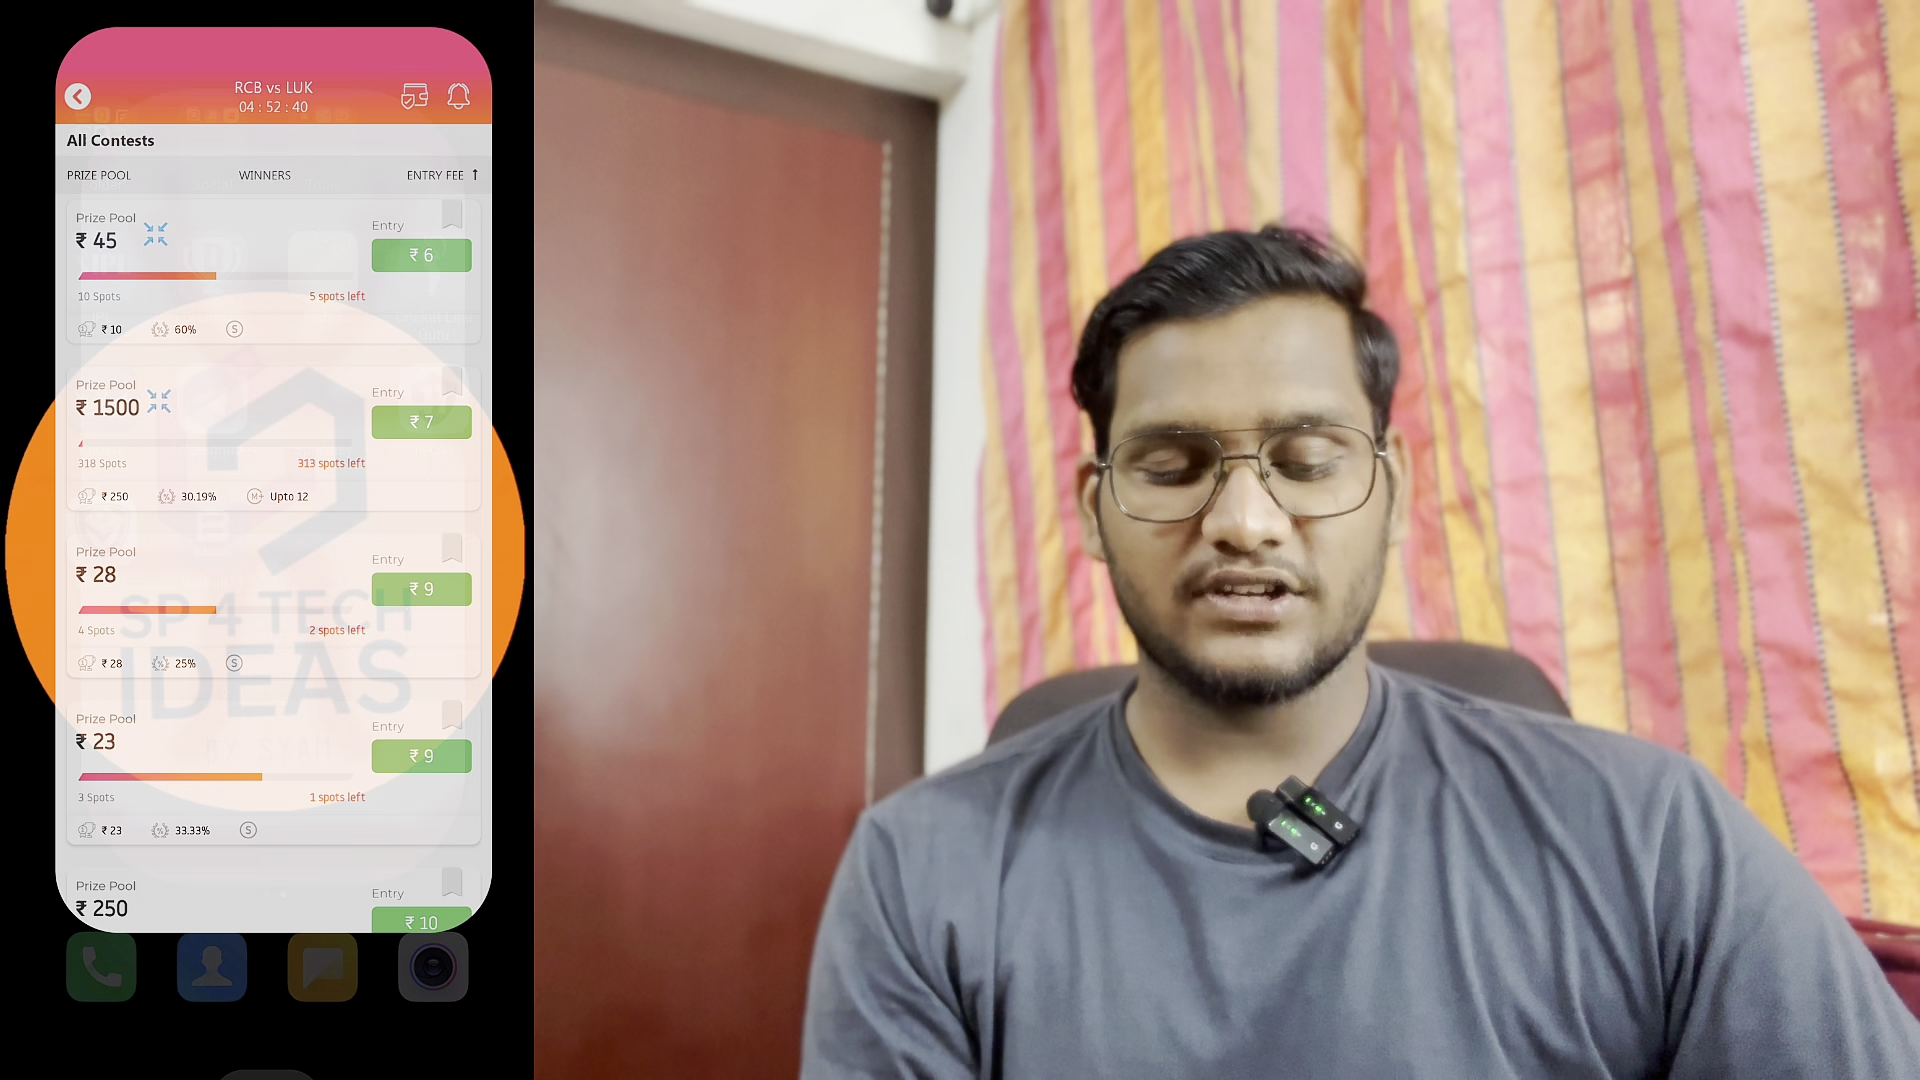 RCB vs LUK
04 : 52 : 40
All Contests
PRIZE POOL WINNERS ENTRY FEE ↑
Prize Pool
₹ 45
Entry
₹ 6
10 Spots 5 spots left
₹ 10 60% S
Prize Pool
₹ 1500
Entry
₹ 7
318 Spots 313 spots left
₹ 250 30.19% M+ Upto 12
Prize Pool
₹ 28
Entry
₹ 9
4 Spots 2 spots left
₹ 28 25% S
Prize Pool
₹ 23
Entry
₹ 9
3 Spots 1 spots left
₹ 23 33.33% S
Prize Pool
₹ 250
Entry
₹ 10
SP 4 TECH
IDEAS
BY SYAM
G
G